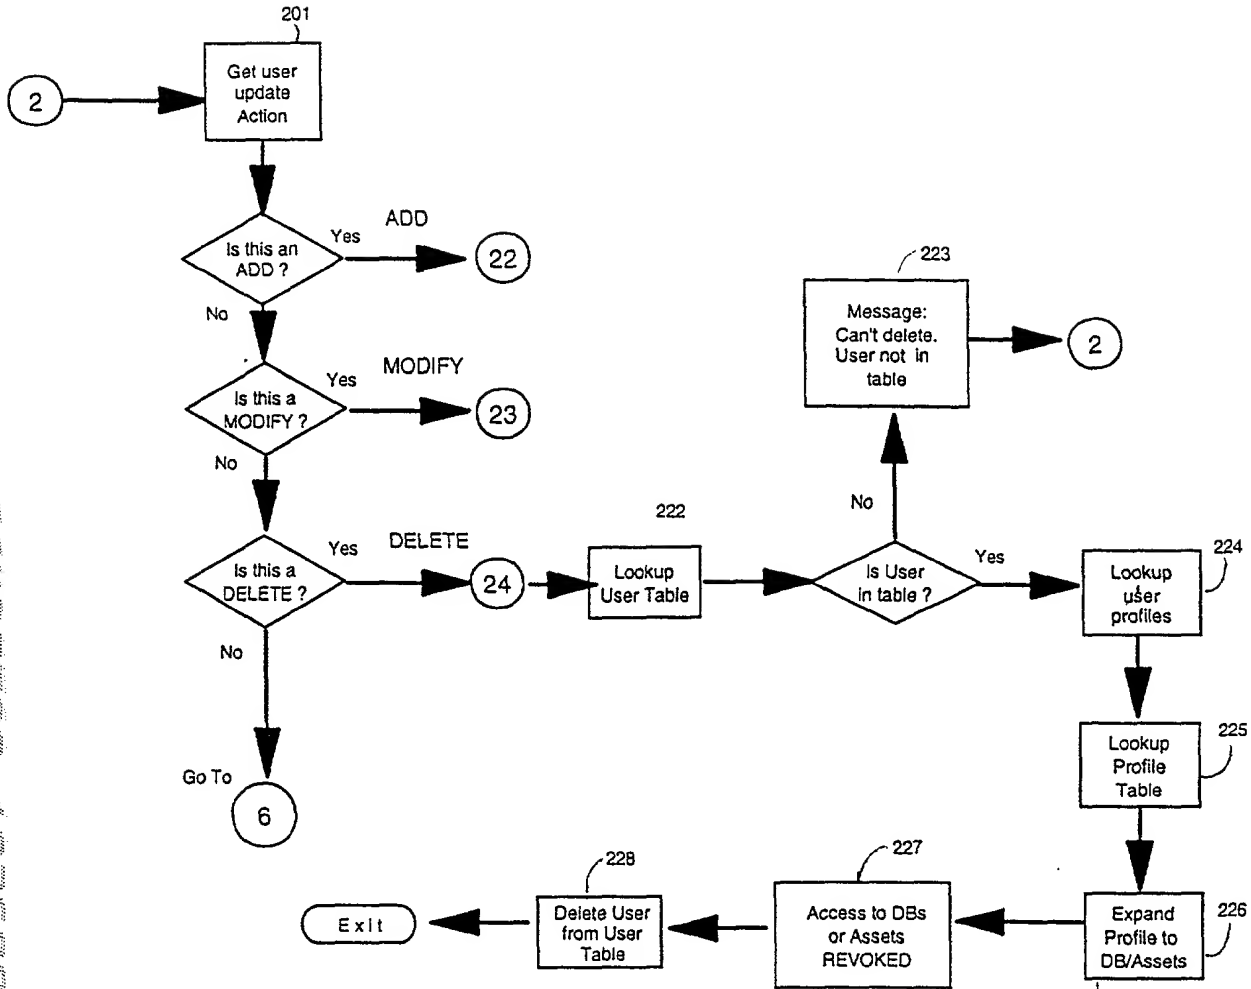 201
2
Get user
update
Action
Is this an
ADD ?
Yes
ADD
22
No
Is this a
MODIFY ?
Yes
MODIFY
23
No
Is this a
DELETE ?
Yes
DELETE
24
No
Go To
6
222
Lookup
User Table
Is User
in table ?
No
223
Message:
Can't delete.
User not in
table
2
Yes
224
Lookup
user
profiles
225
Lookup
Profile
Table
226
Expand
Profile to
DB/Assets
227
Access to DBs
or Assets
REVOKED
228
Delete User
from User
Table
Exit